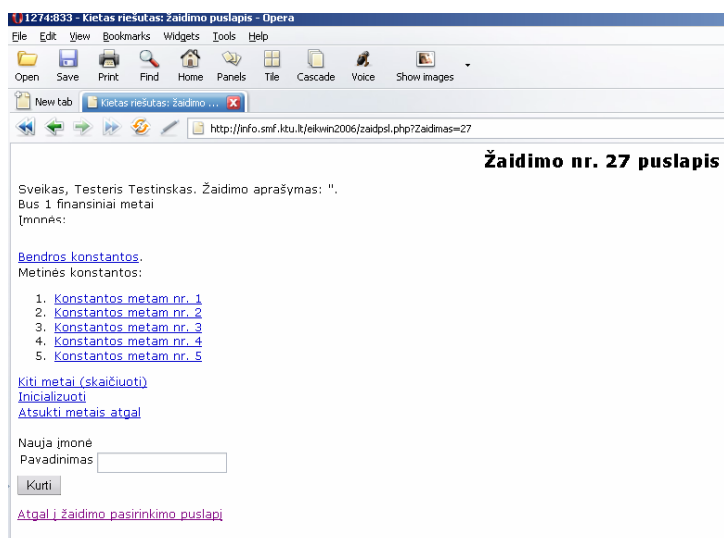 1274:833 - Kietas riešutas: žaidimo puslapis - Opera
File Edit View Bookmarks Widgets Tools Help
Open Save Print Find Home Panels Tile Cascade Voice Show images
New tab Kietas riešutas: žaidimo ...
http://info.smf.ktu.lt/eikwin2006/zaidpsl.php?Zaidimas=27
Žaidimo nr. 27 puslapis
Sveikas, Testeris Testinskas. Žaidimo aprašymas: ''.
Bus 1 finansiniai metai
Įmonės:
Bendros konstantos.
Metinės konstantos:
1. Konstantos metam nr. 1
2. Konstantos metam nr. 2
3. Konstantos metam nr. 3
4. Konstantos metam nr. 4
5. Konstantos metam nr. 5
Kiti metai (skaičiuoti)
Inicializuoti
Atsukti metais atgal
Nauja įmonė
Pavadinimas
Kurti
Atgal į žaidimo pasirinkimo puslapį